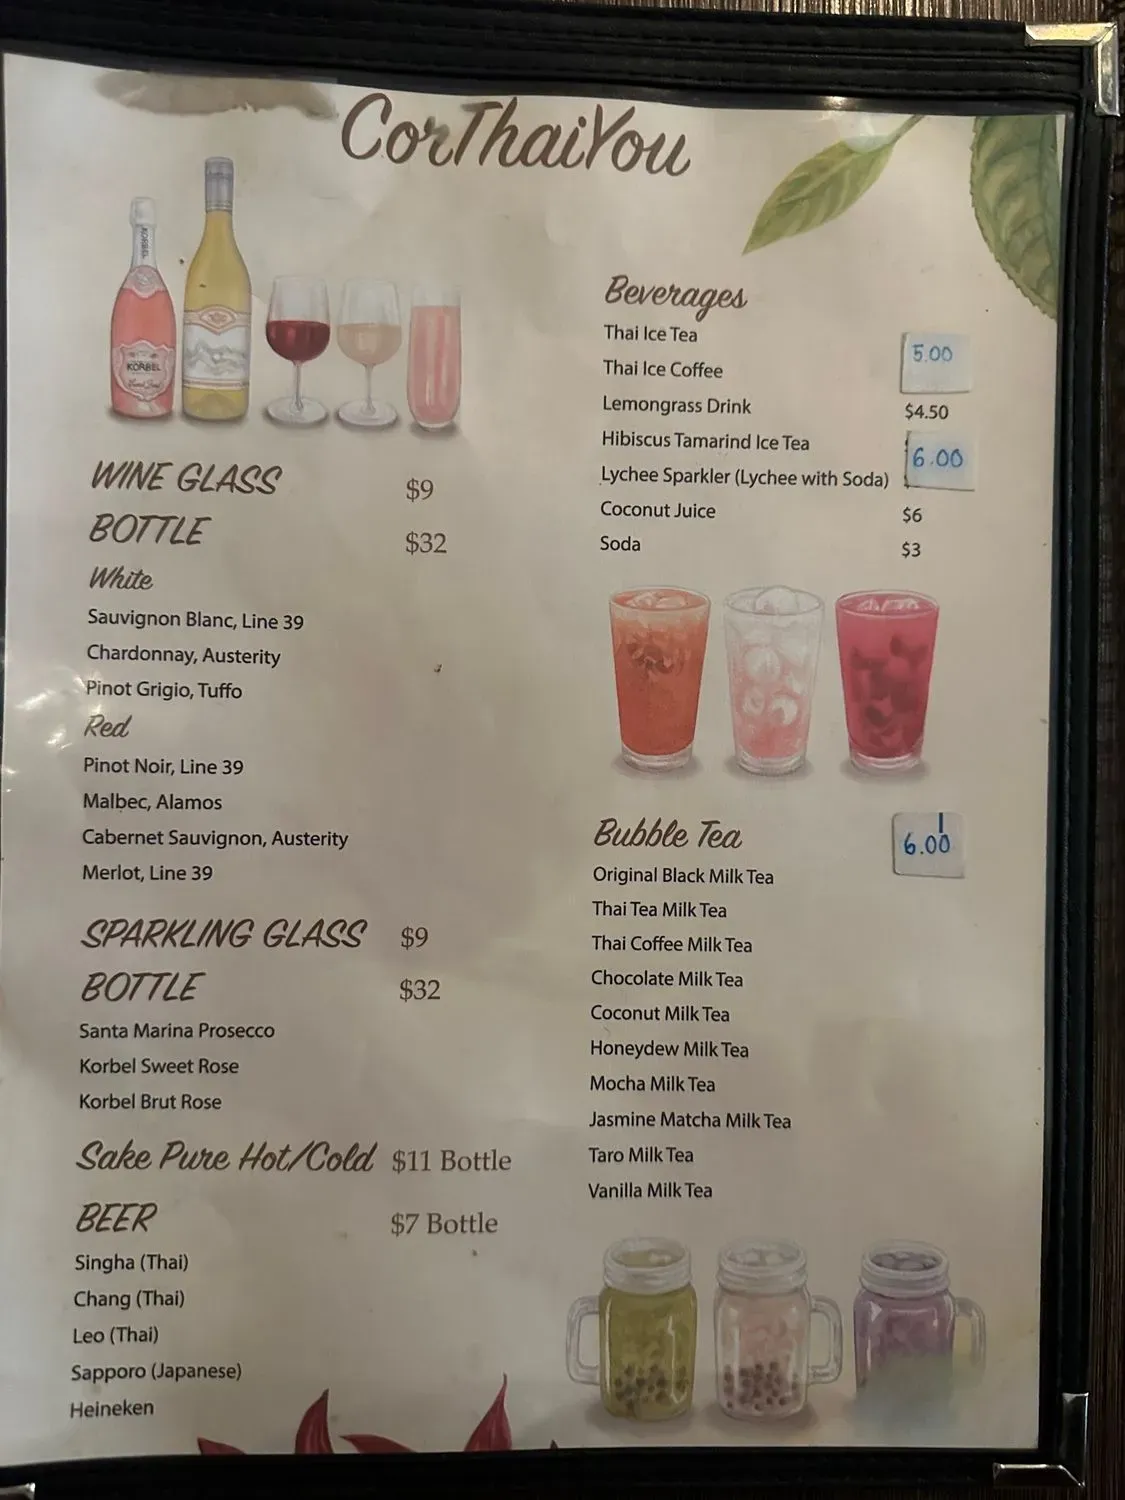 CorThaiYou
KORBEL
KORBEL
WINE GLASS $9
BOTTLE $32
White
Sauvignon Blanc, Line 39
Chardonnay, Austerity
Pinot Grigio, Tuffo
Red
Pinot Noir, Line 39
Malbec, Alamos
Cabernet Sauvignon, Austerity
Merlot, Line 39
SPARKLING GLASS $9
BOTTLE $32
Santa Marina Prosecco
Korbel Sweet Rose
Korbel Brut Rose
Sake Pure Hot/Cold $11 Bottle
BEER $7 Bottle
Singha (Thai)
Chang (Thai)
Leo (Thai)
Sapporo (Japanese)
Heineken
Beverages
Thai Ice Tea
5.00
Thai Ice Coffee
Lemongrass Drink $4.50
Hibiscus Tamarind Ice Tea
6.00
Lychee Sparkler (Lychee with Soda)
Coconut Juice $6
Soda $3
Bubble Tea 6.00
Original Black Milk Tea
Thai Tea Milk Tea
Thai Coffee Milk Tea
Chocolate Milk Tea
Coconut Milk Tea
Honeydew Milk Tea
Mocha Milk Tea
Jasmine Matcha Milk Tea
Taro Milk Tea
Vanilla Milk Tea